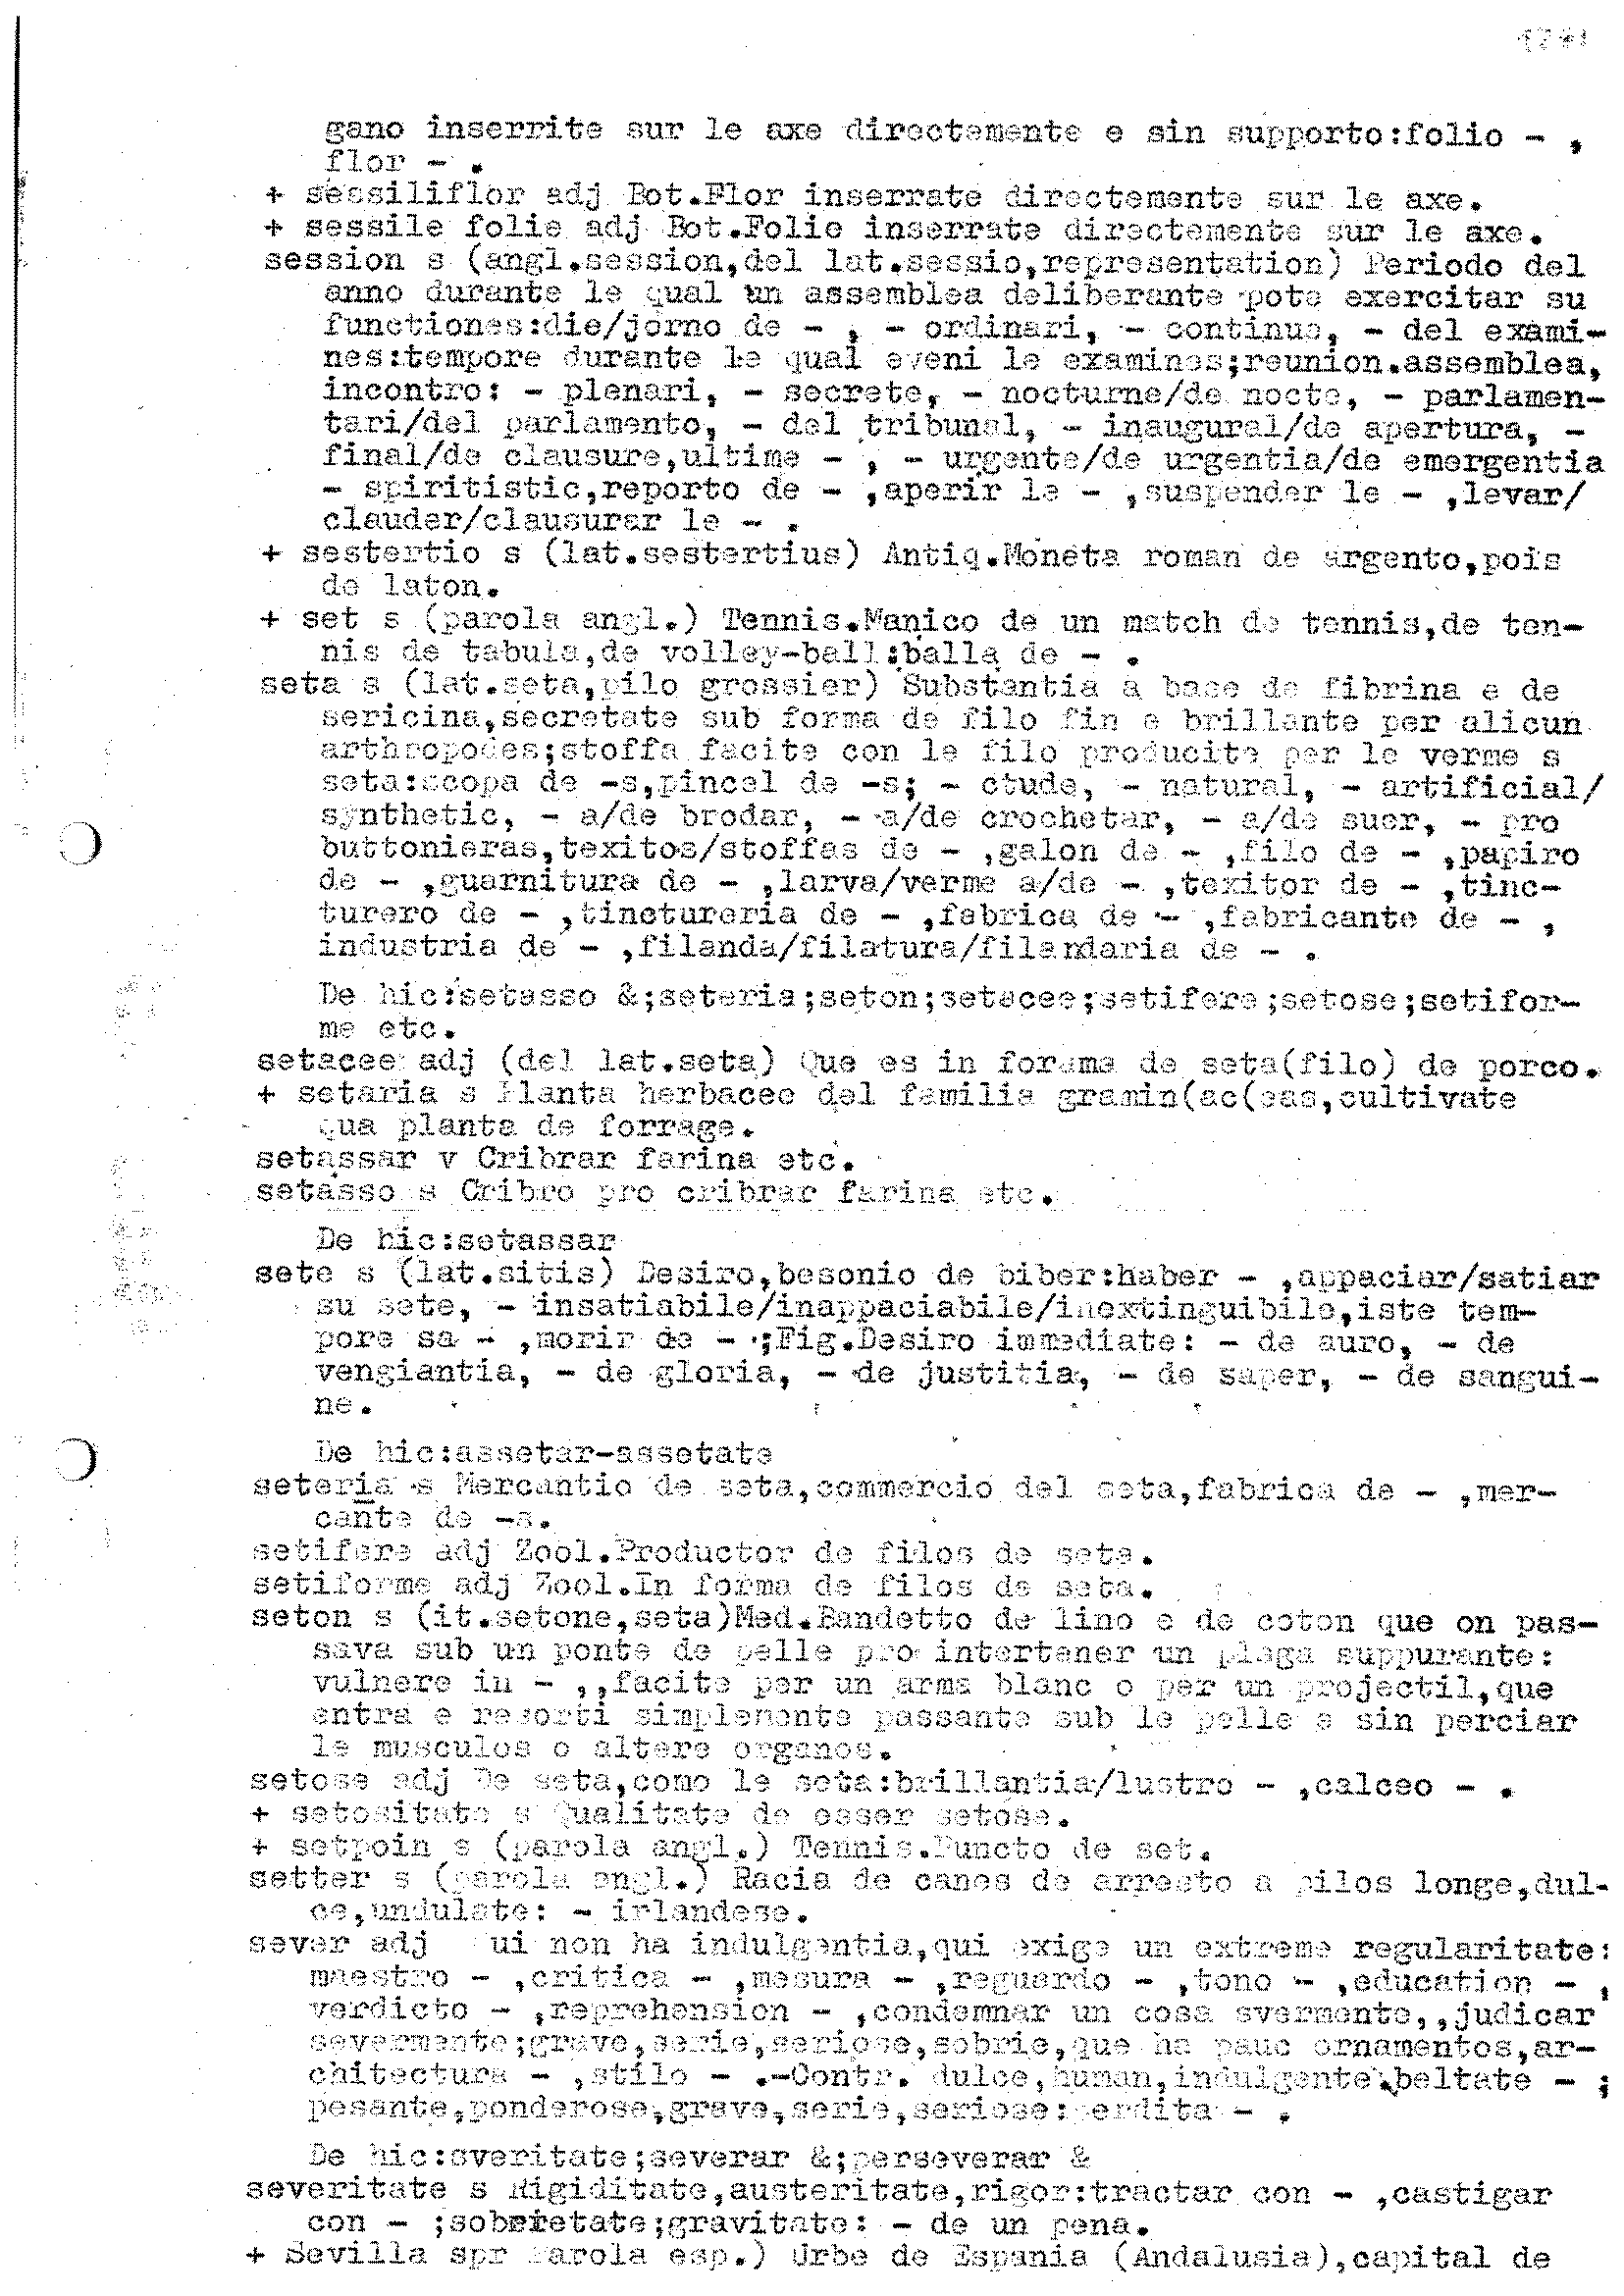 gano inserrite sur le axe directemente e sin supporto:folio - ,
flor - .
+ sessiliflor adj Bot.Flor inserrate directemente sur le axe.
+ sessile folie adj Bot.Folio inserrate directemente sur le axe.
session s (angl.session,del lat.sessio,representation) Periodo del
anno durante le qual un assemblea deliberante pote exercitar su
functiones:die/jorno de - , - ordinari, - continue, - del exami-
nes:tempore durante le qual eveni le examines;reunion.assemblea,
incontro: - plenari, - secrete, - nocturne/de nocte, - parlamen-
tari/del parlamento, - del tribunal, - inaugural/de apertura, -
final/de clausure,ultime - , - urgente/de urgentia/de emergentia
- spiritistic,reporto de - ,aperir le - ,suspender le - ,levar/
clauder/clausurar le - .
+ sestertio s (lat.sestertius) Antiq.Moneta roman de argento,pois
de laton.
+ set s (parola angl.) Tennis.Manico de un match de tennis,de ten-
nis de tabula,de volley-ball:balla de - .
seta s (lat.seta,pilo grossier) Substantia a base de fibrina e de
sericina,secretate sub forma de filo fin e brillante per alicun
arthropodes;stoffa facite con le filo producite per le verme s
seta:scopa de -s,pincel de -s; - ctude, - natural, - artificial/
synthetic, - a/de brodar, - a/de crochetar, - a/de suer, - pro
buttonieras,texitos/stoffas de - ,galon de - ,filo de - ,papiro
de - ,guarnitura de - ,larva/verme a/de - ,texitor de - ,tinc-
turero de - ,tinctureria de - ,fabrica de - ,fabricante de - ,
industria de - ,filanda/filatura/filandaria de - .
De hic:setasso &;seteria;seton;setacee;setifere;setose;setifor-
me etc.
setacee adj (del lat.seta) Que es in forama de seta(filo) de porco.
+ setaria s Planta herbacee del familia gramin(ac(eas,cultivate
qua planta de forrage.
setassar v Cribrar farina etc.
setasso s Cribro pro cribrar farina etc.
De hic:setassar
sete s (lat.sitis) Desiro,besonio de biber:haber - ,appaciar/satiar
su sete, - insatiabile/inappaciabile/inextinguibile,iste tem-
pore sa - ,morir de - ;Fig.Desiro immediate: - de auro, - de
vengiantia, - de gloria, - de justitia, - de saper, - de sangui-
ne.
De hic:assetar-assetate
seteria s Mercantio de seta,commercio del seta,fabrica de - ,mer-
cante de -s.
setifere adj Zool.Productor de filos de seta.
setiforme adj Zool.In forma de filos de seta.
seton s (it.setone,seta)Med.Bandetto de lino e de coton que on pas-
sava sub un ponte de pelle pro intertener un plaga suppurante:
vulnere in - ,,facite per un arma blanc o per un projectil,que
entra e resorti simplemente passante sub le pelle e sin perciar
le musculos o altere organos.
setose adj De seta,como le seta:brillantia/lustro - ,calceo - .
+ setositate s Qualitate de esser setose.
+ setpoin s (parola angl.) Tennis.Puncto de set.
setter s (parola angl.) Racia de canes de arresto a pilos longe,dul-
ce,undulate: - irlandese.
sever adj ui non ha indulgentia,qui exige un extreme regularitate:
maestro - ,critica - ,mesura - ,reguardo - ,tono - ,education - ,
verdicto - ,reprehension - ,condemnar un cosa svermente,,judicar
severmente;grave,serie,seriose,sobrie,que ha pauc ornamentos,ar-
chitectura - ,stilo - .-Contr. dulce,human,indulgente,beltate - ;
pesante,ponderose,grave,serie,seriose:perdita - .
De hic:sveritate;severar &;perseverar &
severitate s Rigiditate,austeritate,rigor:tractar con - ,castigar
con - ;sobrietate;gravitate: - de un pena.
+ Sevilla spr Parola esp.) Urbe de Espania (Andalusia),capital de